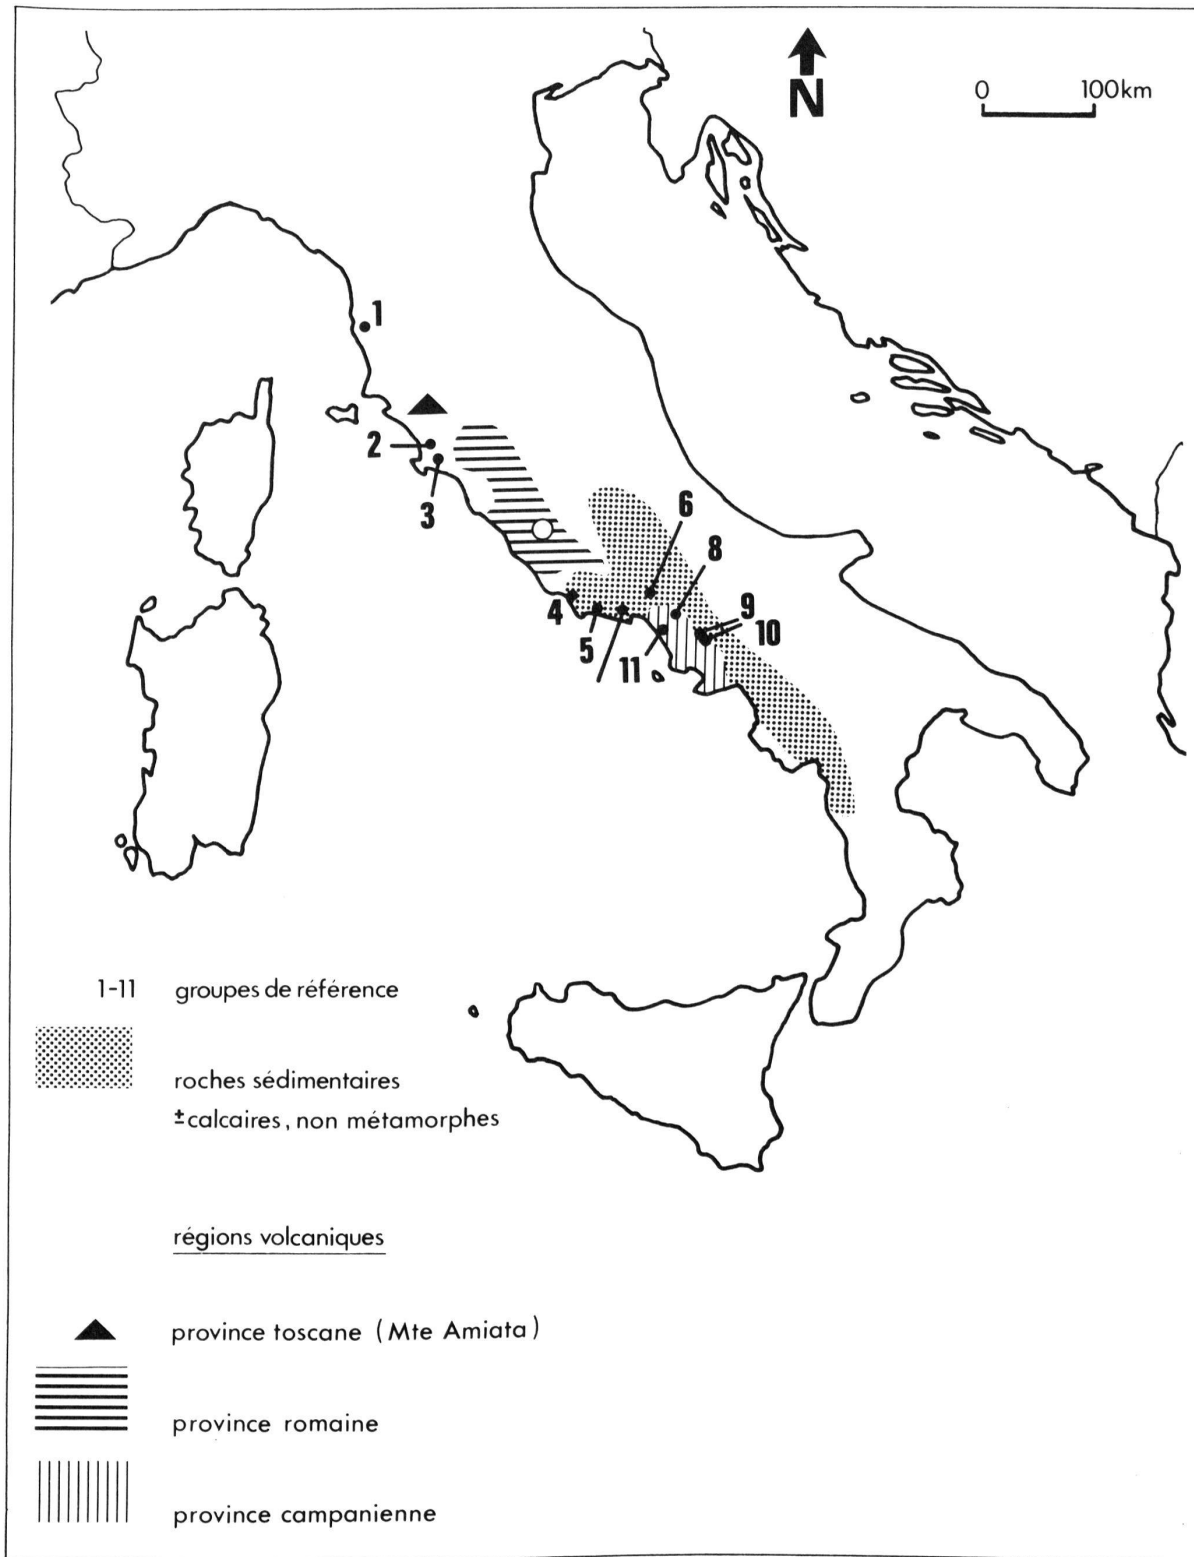 N
0 100km
1
2
3
6
8
4
9
10
5
11
1-11 groupes de référence
roches sédimentaires
±calcaires, non métamorphes
régions volcaniques
province toscane (Mte Amiata)
province romaine
province campanienne